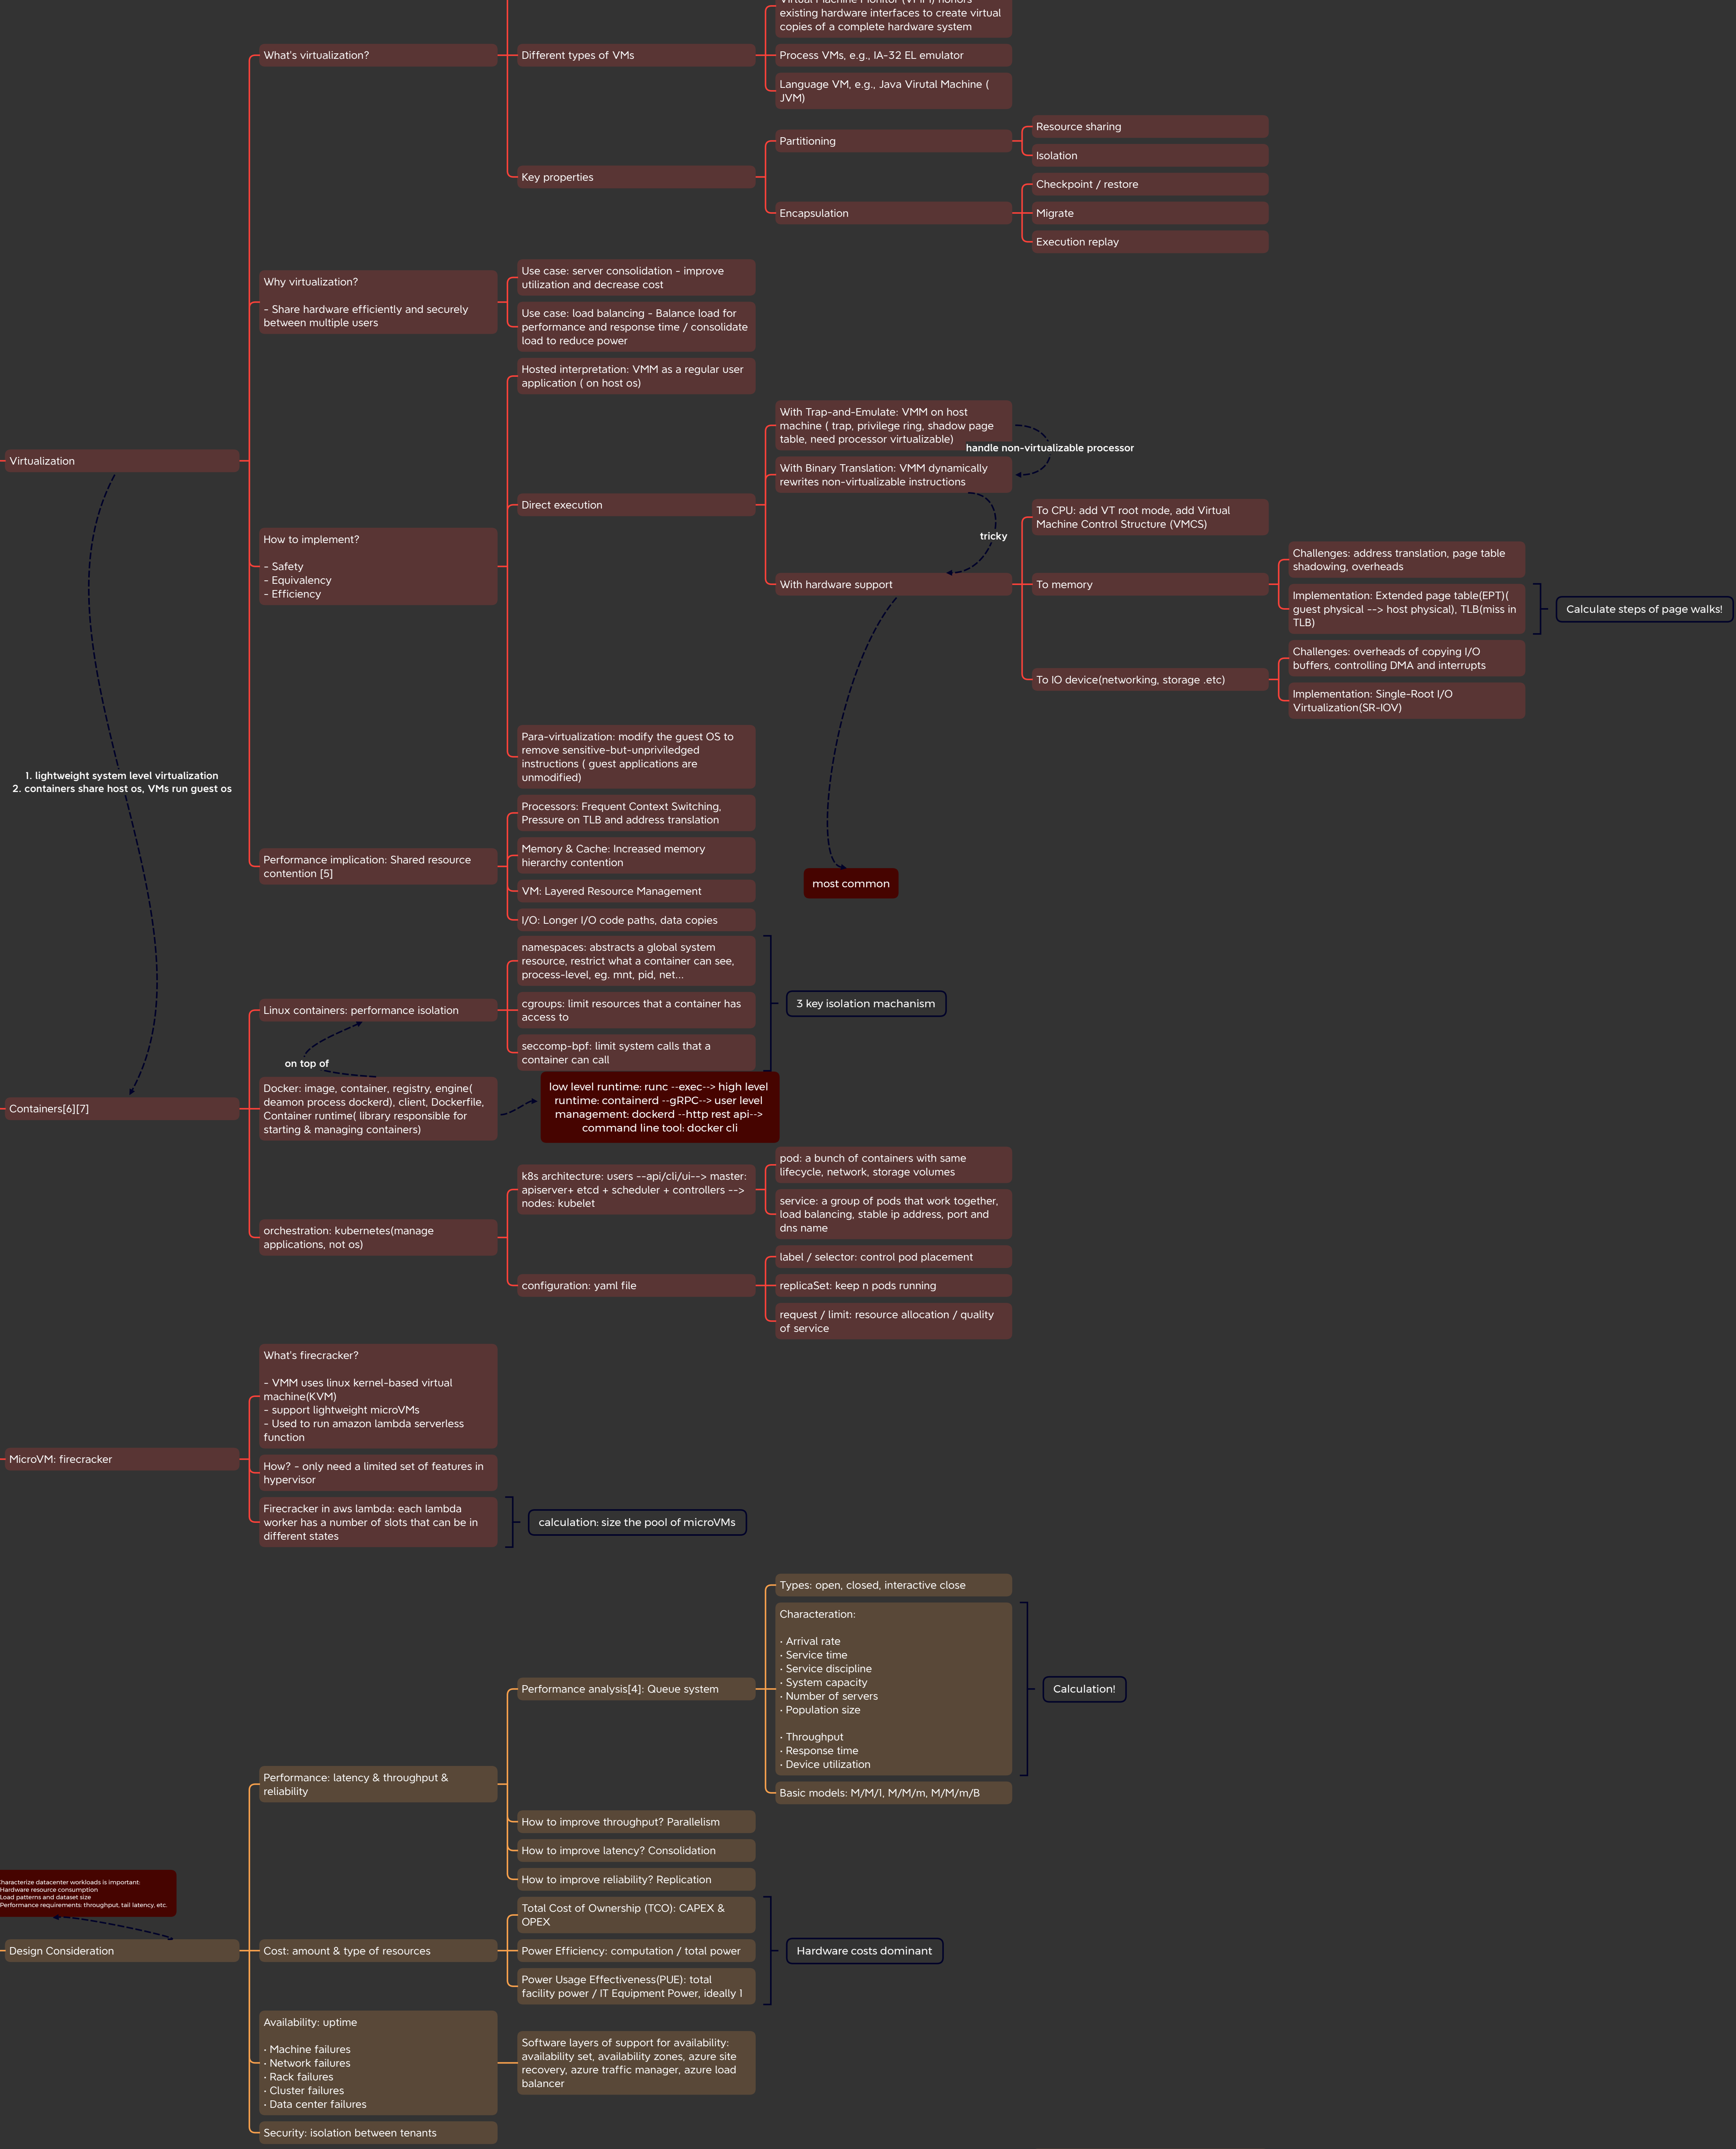 Virtual Machine Monitor (VMM) honors
existing hardware interfaces to create virtual
copies of a complete hardware system
What's virtualization?
Different types of VMs
Process VMs, e.g., IA-32 EL emulator
Language VM, e.g., Java Virutal Machine (
JVM)
Key properties
Partitioning
Resource sharing
Isolation
Encapsulation
Checkpoint / restore
Migrate
Execution replay
Why virtualization?
- Share hardware efficiently and securely
between multiple users
Use case: server consolidation - improve
utilization and decrease cost
Use case: load balancing - Balance load for
performance and response time / consolidate
load to reduce power
Virtualization
How to implement?
- Safety
- Equivalency
- Efficiency
Hosted interpretation: VMM as a regular user
application ( on host os)
Direct execution
With Trap-and-Emulate: VMM on host
machine ( trap, privilege ring, shadow page
table, need processor virtualizable)
handle non-virtualizable processor
With Binary Translation: VMM dynamically
rewrites non-virtualizable instructions
tricky
With hardware support
To CPU: add VT root mode, add Virtual
Machine Control Structure (VMCS)
To memory
Challenges: address translation, page table
shadowing, overheads
Implementation: Extended page table(EPT)(
guest physical --> host physical), TLB(miss in
TLB)
Calculate steps of page walks!
To IO device(networking, storage .etc)
Challenges: overheads of copying I/O
buffers, controlling DMA and interrupts
Implementation: Single-Root I/O
Virtualization(SR-IOV)
Para-virtualization: modify the guest OS to
remove sensitive-but-unpriviledged
instructions ( guest applications are
unmodified)
1. lightweight system level virtualization
2. containers share host os, VMs run guest os
Performance implication: Shared resource
contention [5]
Processors: Frequent Context Switching,
Pressure on TLB and address translation
Memory & Cache: Increased memory
hierarchy contention
VM: Layered Resource Management
I/O: Longer I/O code paths, data copies
most common
Containers[6][7]
Linux containers: performance isolation
namespaces: abstracts a global system
resource, restrict what a container can see,
process-level, eg. mnt, pid, net...
cgroups: limit resources that a container has
access to
seccomp-bpf: limit system calls that a
container can call
3 key isolation machanism
on top of
Docker: image, container, registry, engine(
deamon process dockerd), client, Dockerfile,
Container runtime( library responsible for
starting & managing containers)
low level runtime: runc --exec--> high level
runtime: containerd --gRPC--> user level
management: dockerd --http rest api-->
command line tool: docker cli
orchestration: kubernetes(manage
applications, not os)
k8s architecture: users --api/cli/ui--> master:
apiserver+ etcd + scheduler + controllers -->
nodes: kubelet
pod: a bunch of containers with same
lifecycle, network, storage volumes
service: a group of pods that work together,
load balancing, stable ip address, port and
dns name
configuration: yaml file
label / selector: control pod placement
replicaSet: keep n pods running
request / limit: resource allocation / quality
of service
MicroVM: firecracker
What's firecracker?
- VMM uses linux kernel-based virtual
machine(KVM)
- support lightweight microVMs
- Used to run amazon lambda serverless
function
How? - only need a limited set of features in
hypervisor
Firecracker in aws lambda: each lambda
worker has a number of slots that can be in
different states
calculation: size the pool of microVMs
Performance: latency & throughput &
reliability
Performance analysis[4]: Queue system
Types: open, closed, interactive close
Characteration:
• Arrival rate
• Service time
• Service discipline
• System capacity
• Number of servers
• Population size
• Throughput
• Response time
• Device utilization
Calculation!
Basic models: M/M/1, M/M/m, M/M/m/B
How to improve throughput? Parallelism
How to improve latency? Consolidation
How to improve reliability? Replication
haracterize datacenter workloads is important:
Hardware resource consumption
Load patterns and dataset size
Performance requirements: throughput, tail latency, etc.
Design Consideration
Cost: amount & type of resources
Total Cost of Ownership (TCO): CAPEX &
OPEX
Power Efficiency: computation / total power
Power Usage Effectiveness(PUE): total
facility power / IT Equipment Power, ideally 1
Hardware costs dominant
Availability: uptime
• Machine failures
• Network failures
• Rack failures
• Cluster failures
• Data center failures
Software layers of support for availability:
availability set, availability zones, azure site
recovery, azure traffic manager, azure load
balancer
Security: isolation between tenants